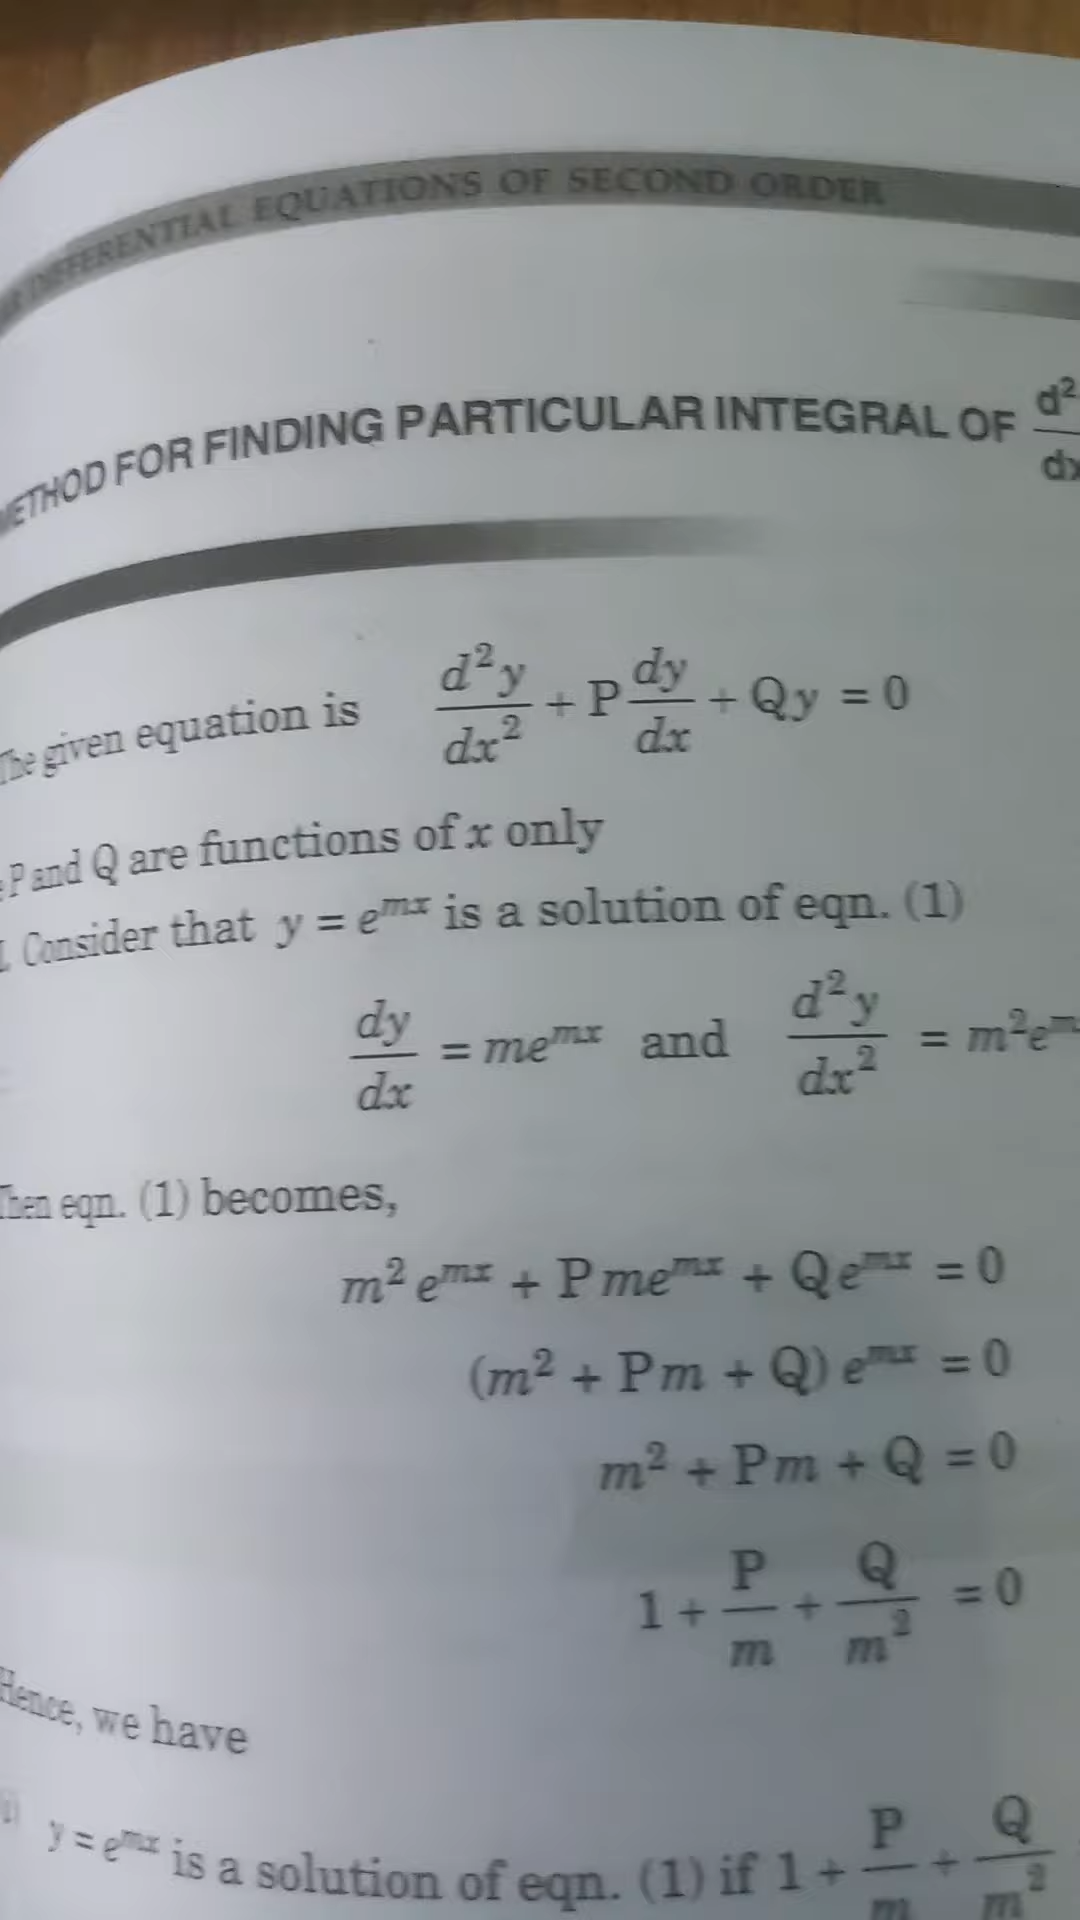 DIFFERENTIAL EQUATIONS OF SECOND ORDER
METHOD FOR FINDING PARTICULAR INTEGRAL OF d²
dx
The given equation is d²y/dx² + P dy/dx + Qy = 0
P and Q are functions of x only
1. Consider that y = e^{mx} is a solution of eqn. (1)
dy/dx = me^{mx} and d²y/dx² = m²e^m
Then eqn. (1) becomes,
m² e^{mx} + P me^{mx} + Q e^{mx} = 0
(m² + Pm + Q) e^{mx} = 0
m² + Pm + Q = 0
1 + P/m + Q/m² = 0
Hence, we have
y = e^{mx} is a solution of eqn. (1) if 1 + P/m + Q/m²